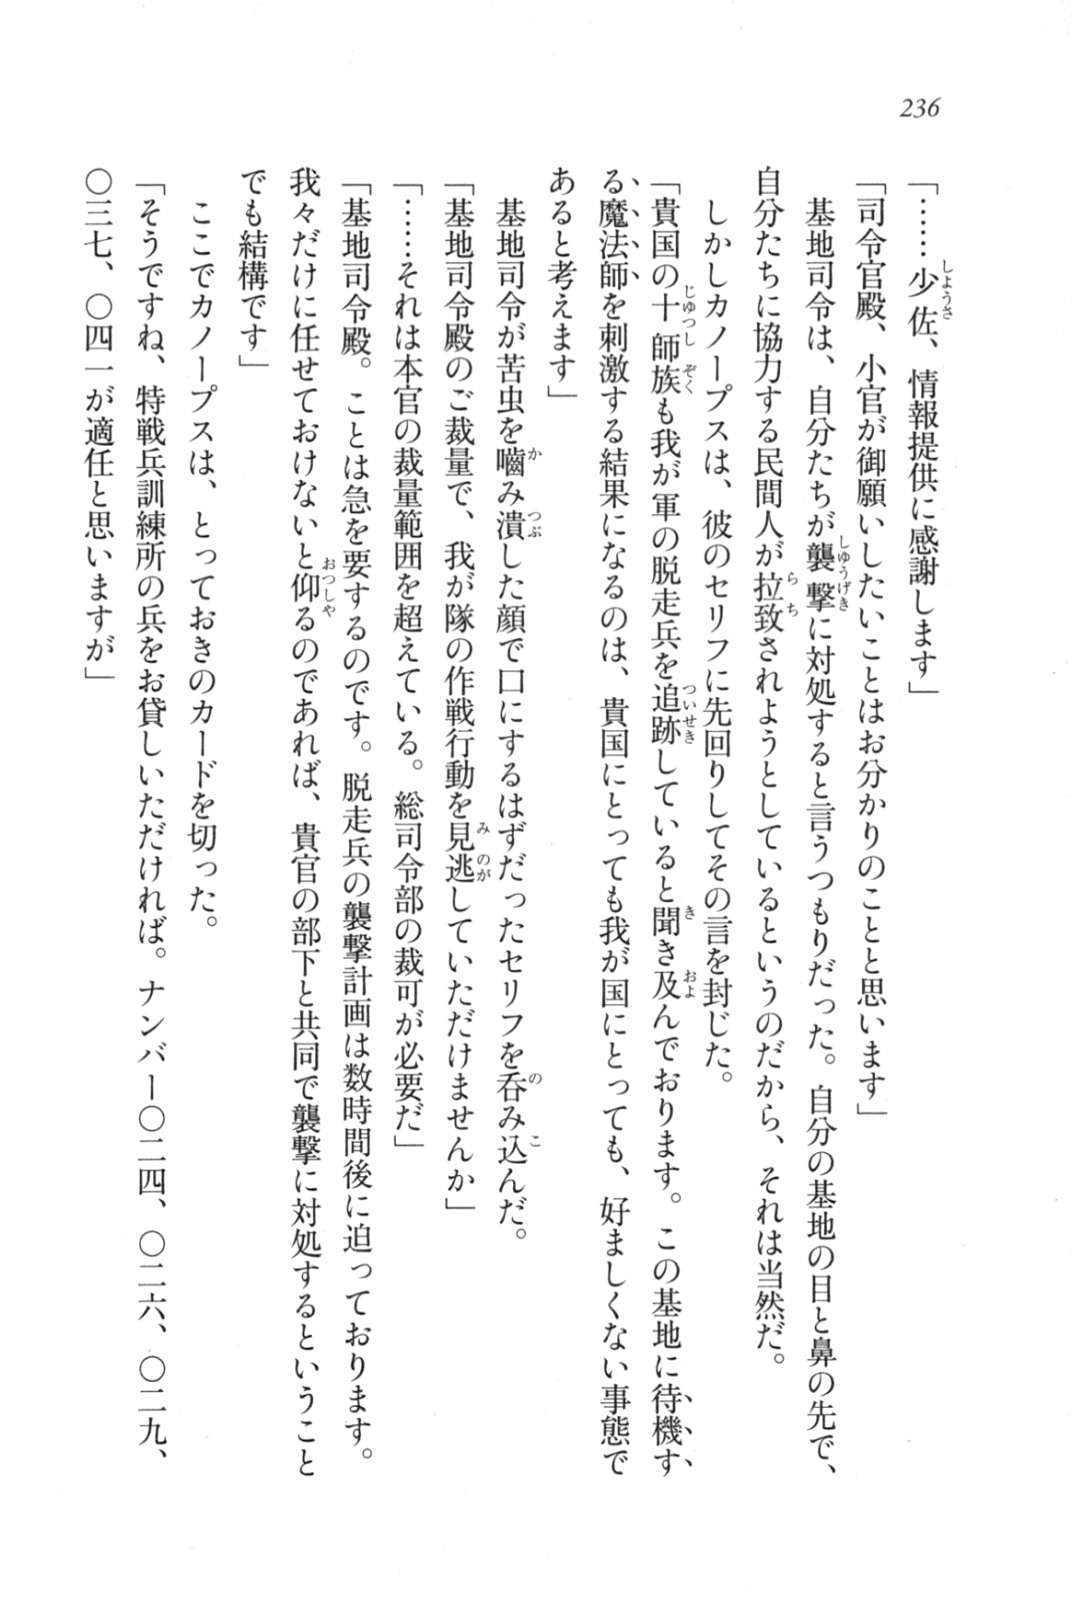 236
「……少佐、情報提供に感謝します」
「司令官殿、小官が御願いしたいことはお分かりのことと思います」
　基地司令は、自分たちが襲撃に対処すると言うつもりだった。自分の基地の目と鼻の先で、
自分たちに協力する民間人が拉致されようとしているというのだから、それは当然だ。
　しかしカノープスは、彼のセリフに先回りしてその言を封じた。
「貴国の十師族も我が軍の脱走兵を追跡していると聞き及んでおります。この基地に待機す
る魔法師を刺激する結果になるのは、貴国にとっても我が国にとっても、好ましくない事態で
あると考えます」
　基地司令が苦虫を嚙み潰した顔で口にするはずだったセリフを呑み込んだ。
「基地司令殿のご裁量で、我が隊の作戦行動を見逃していただけませんか」
「……それは本官の裁量範囲を超えている。総司令部の裁可が必要だ」
「基地司令殿。ことは急を要するのです。脱走兵の襲撃計画は数時間後に迫っております。
我々だけに任せておけないと仰るのであれば、貴官の部下と共同で襲撃に対処するということ
でも結構です」
　ここでカノープスは、とっておきのカードを切った。
「そうですね、特戦兵訓練所の兵をお貸しいただければ。ナンバー〇二四、〇二六、〇二九、
〇三七、〇四一が適任と思いますが」